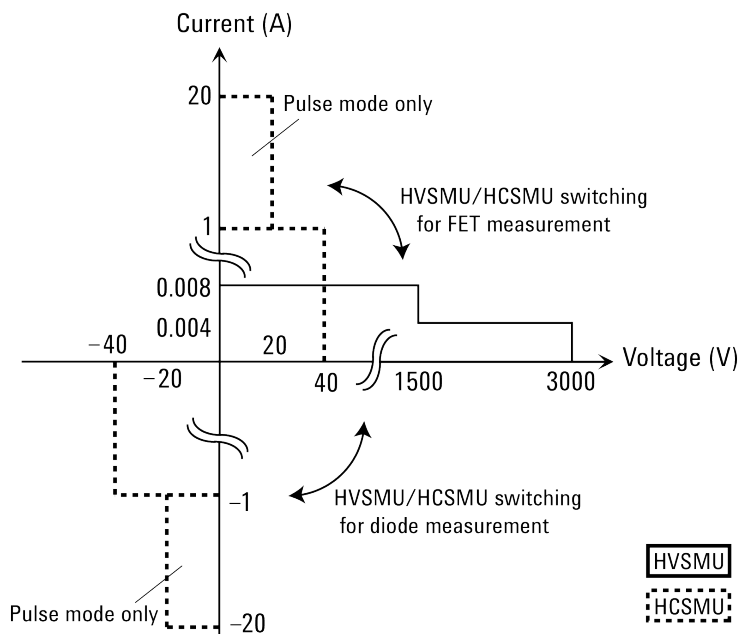 Current (A)
20
Pulse mode only
HVSMU/HCSMU switching
for FET measurement
1
0.008
0.004
−40
20
Voltage (V)
−20
40
1500
3000
−1
HVSMU/HCSMU switching
for diode measurement
HVSMU
Pulse mode only
−20
HCSMU